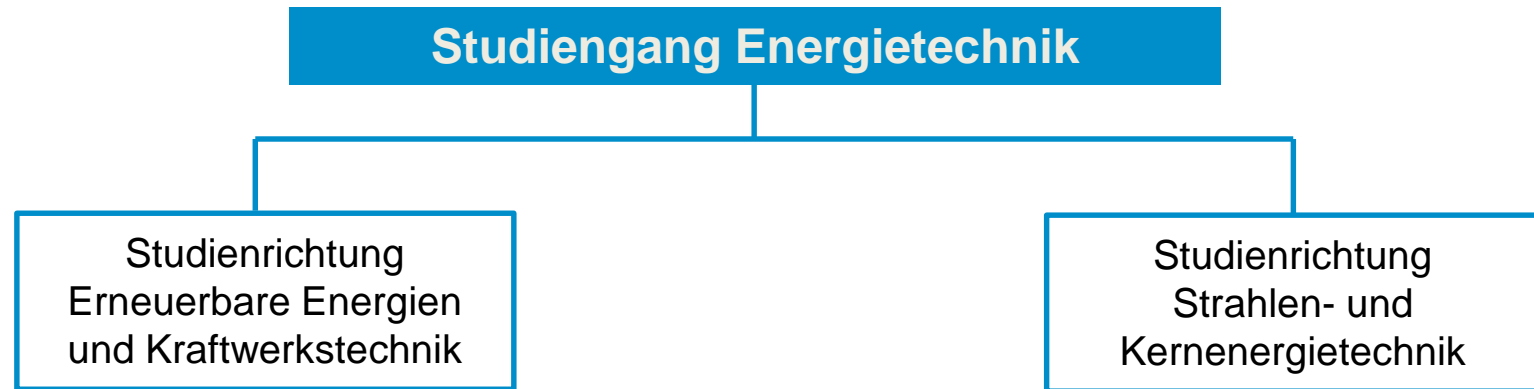 Studiengang Energietechnik
Studienrichtung
Erneuerbare Energien
und Kraftwerkstechnik
Studienrichtung
Strahlen- und
Kernenergietechnik